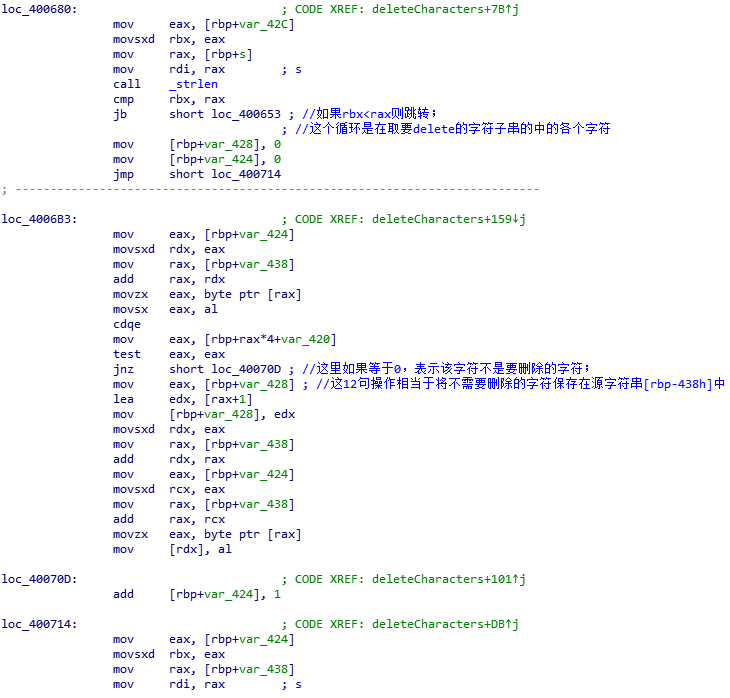 loc_400680:                             ; CODE XREF: deleteCharacters+7B↑j
                mov     eax, [rbp+var_42C]
                movsxd  rbx, eax
                mov     rax, [rbp+s]
                mov     rdi, rax        ; s
                call    _strlen
                cmp     rbx, rax
                jb      short loc_400653 ; //如果rbx<rax则跳转;
                                        ; //这个循环是在取要delete的字符子串的中的各个字符
                mov     [rbp+var_428], 0
                mov     [rbp+var_424], 0
                jmp     short loc_400714
; ---------------------------------------------------------------------------
loc_4006B3:                             ; CODE XREF: deleteCharacters+159↓j
                mov     eax, [rbp+var_424]
                movsxd  rdx, eax
                mov     rax, [rbp+var_438]
                add     rax, rdx
                movzx   eax, byte ptr [rax]
                movsx   eax, al
                cdqe
                mov     eax, [rbp+rax*4+var_420]
                test    eax, eax
                jnz     short loc_40070D ; //这里如果等于0，表示该字符不是要删除的字符;
                mov     eax, [rbp+var_428] ; //这12句操作相当于将不需要删除的字符保存在源字符串[rbp-438h]中
                lea     edx, [rax+1]
                mov     [rbp+var_428], edx
                movsxd  rdx, eax
                mov     rax, [rbp+var_438]
                add     rdx, rax
                mov     eax, [rbp+var_424]
                movsxd  rcx, eax
                mov     rax, [rbp+var_438]
                add     rax, rcx
                movzx   eax, byte ptr [rax]
                mov     [rdx], al
loc_40070D:                             ; CODE XREF: deleteCharacters+101↑j
                add     [rbp+var_424], 1
loc_400714:                             ; CODE XREF: deleteCharacters+DB↑j
                mov     eax, [rbp+var_424]
                movsxd  rbx, eax
                mov     rax, [rbp+var_438]
                mov     rdi, rax        ; s